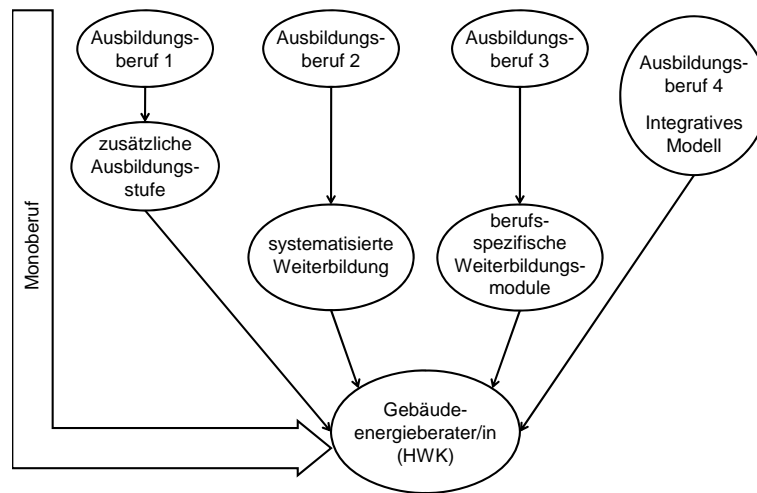 Ausbildungs-
beruf 1
Ausbildungs-
beruf 2
Ausbildungs-
beruf 3
Ausbildungs-
beruf 4
Integratives
Modell
zusätzliche
Ausbildungs-
stufe
Monoberuf
systematisierte
Weiterbildung
berufs-
spezifische
Weiterbildungs-
module
Gebäude-
energieberater/in
(HWK)